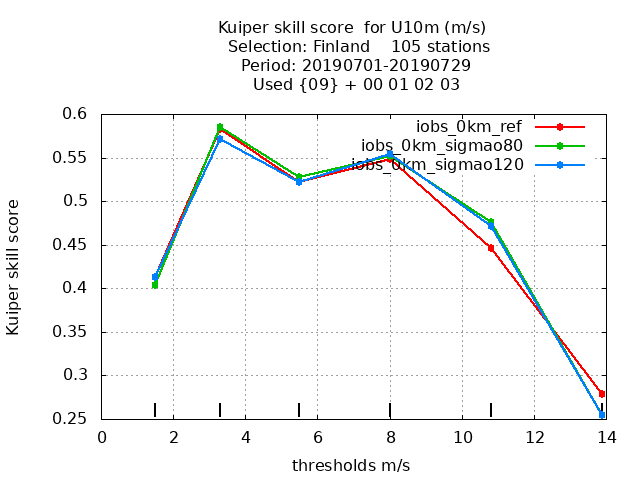 Kuiper skill score  for U10m (m/s)
Selection: Finland    105 stations
Period: 20190701-20190729
Used {09} + 00 01 02 03
iobs_0km_ref
iobs_0km_sigmao80
iobs_0km_sigmao120
Kuiper skill score
0.6
0.55
0.5
0.45
0.4
0.35
0.3
0.25
0 2 4 6 8 10 12 14
thresholds m/s